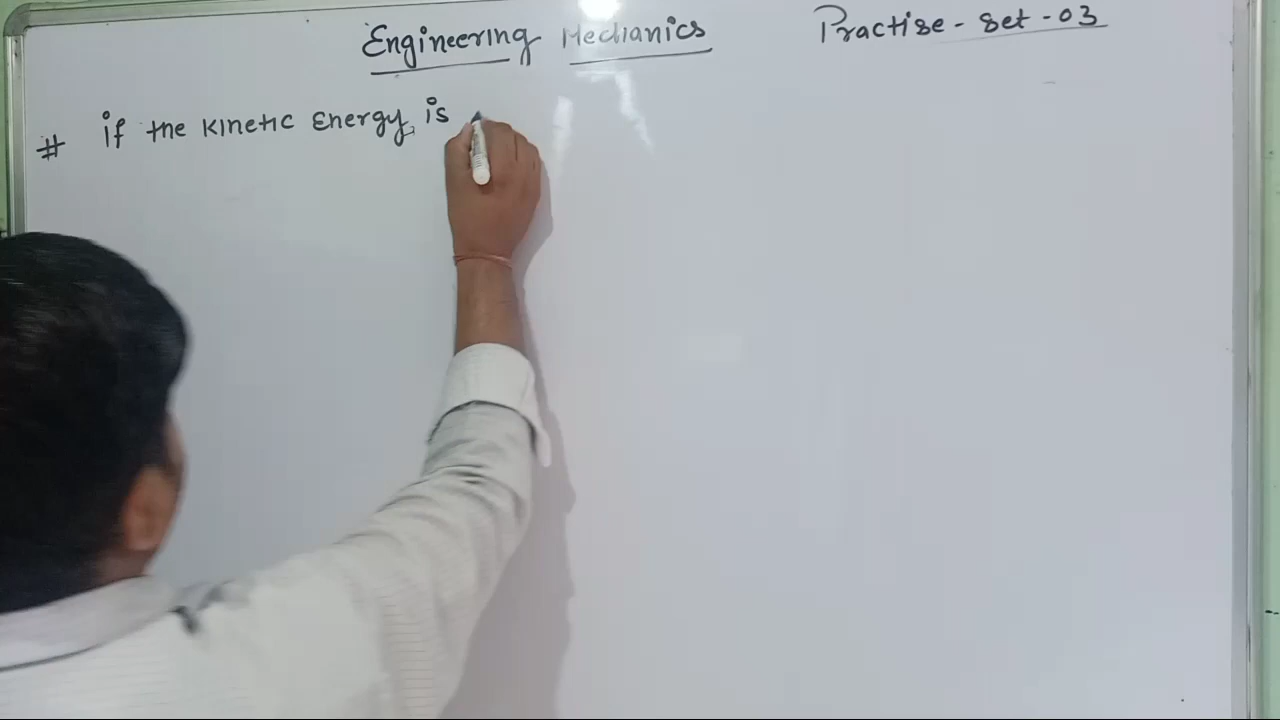 Engineering Mechanics
Practise - Set - 03
# if the Kinetic Energy is